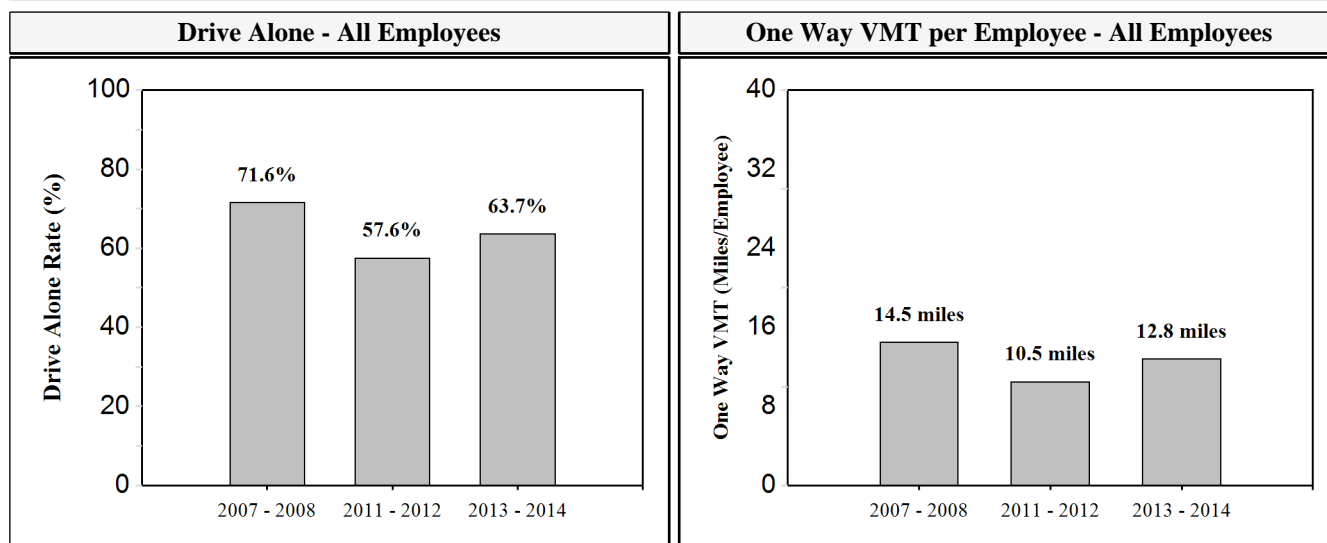 Drive Alone - All Employees
One Way VMT per Employee - All Employees
Drive Alone Rate (%)
100
80
60
40
20
0
71.6%
57.6%
63.7%
2007 - 2008
2011 - 2012
2013 - 2014
One Way VMT (Miles/Employee)
40
32
24
16
8
0
14.5 miles
10.5 miles
12.8 miles
2007 - 2008
2011 - 2012
2013 - 2014